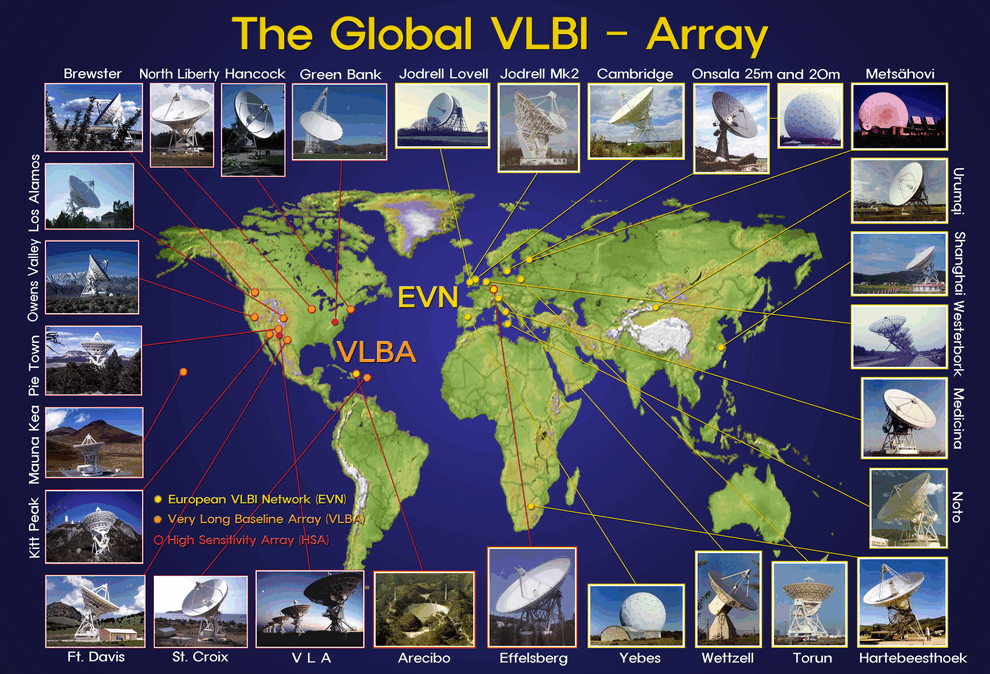 The Global VLBI - Array
Brewster
North Liberty
Hancock
Green Bank
Jodrell Lovell
Jodrell Mk2
Cambridge
Onsala 25m and 20m
Metsähovi
Los Alamos
Owens Valley
Pie Town
Mauna Kea
Kitt Peak
Urumqi
Shanghai
Westerbork
Medicina
Noto
EVN
VLBA
European VLBI Network (EVN)
Very Long Baseline Array (VLBA)
High Sensitivity Array (HSA)
Ft. Davis
St. Croix
V L A
Arecibo
Effelsberg
Yebes
Wettzell
Torun
Hartebeesthoek